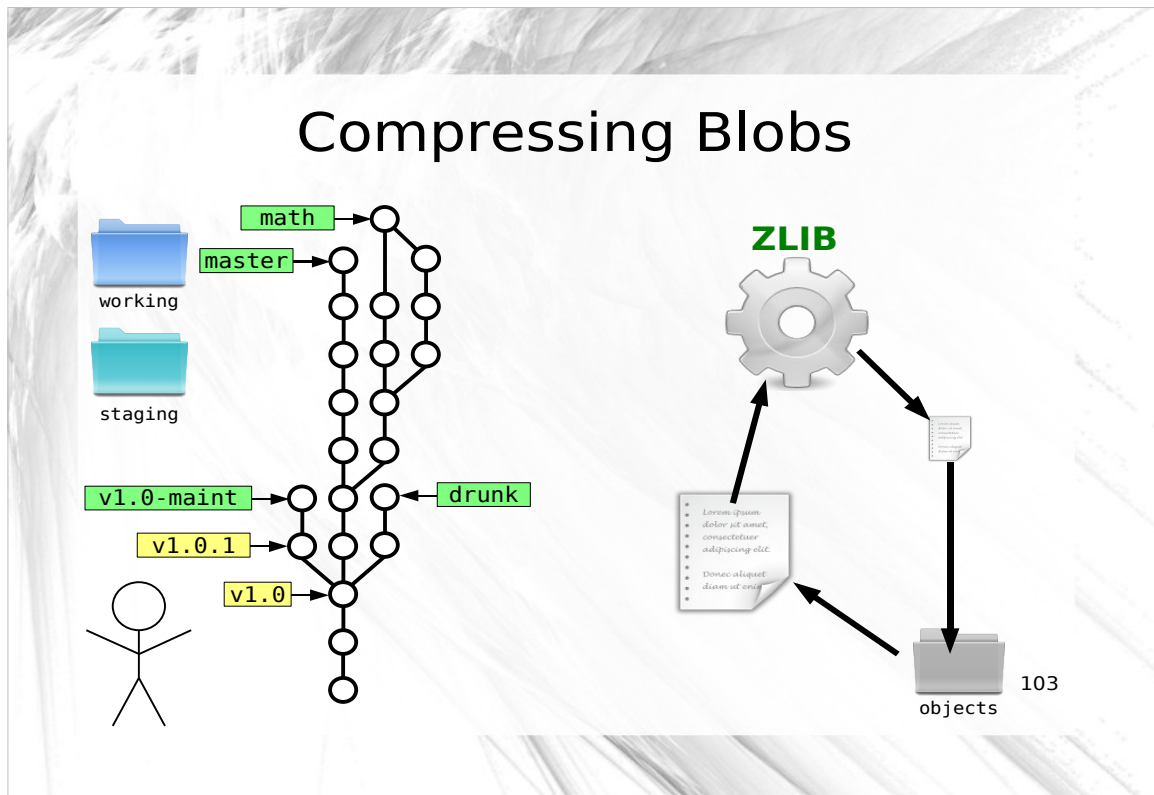 Compressing Blobs
math
master
working
staging
v1.0-maint
drunk
v1.0.1
v1.0
ZLIB
Lorem ipsum
dolor sit amet,
consectetuer
adipiscing elit.
Donec aliquet
diam ut enim
objects
103